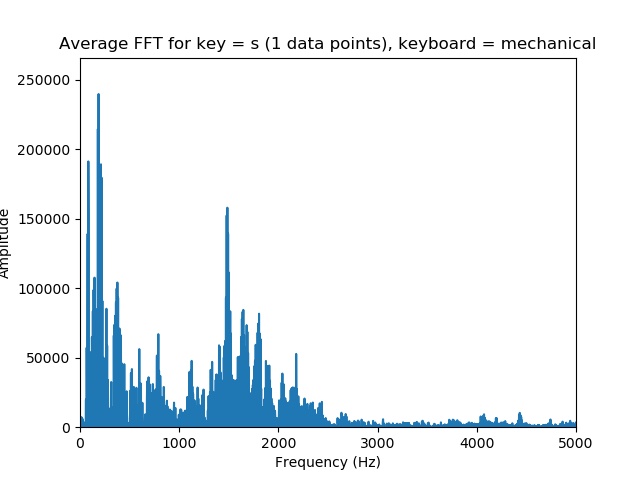 Average FFT for key = s (1 data points), keyboard = mechanical
250000
200000
150000
100000
50000
0
Amplitude
0 1000 2000 3000 4000 5000
Frequency (Hz)